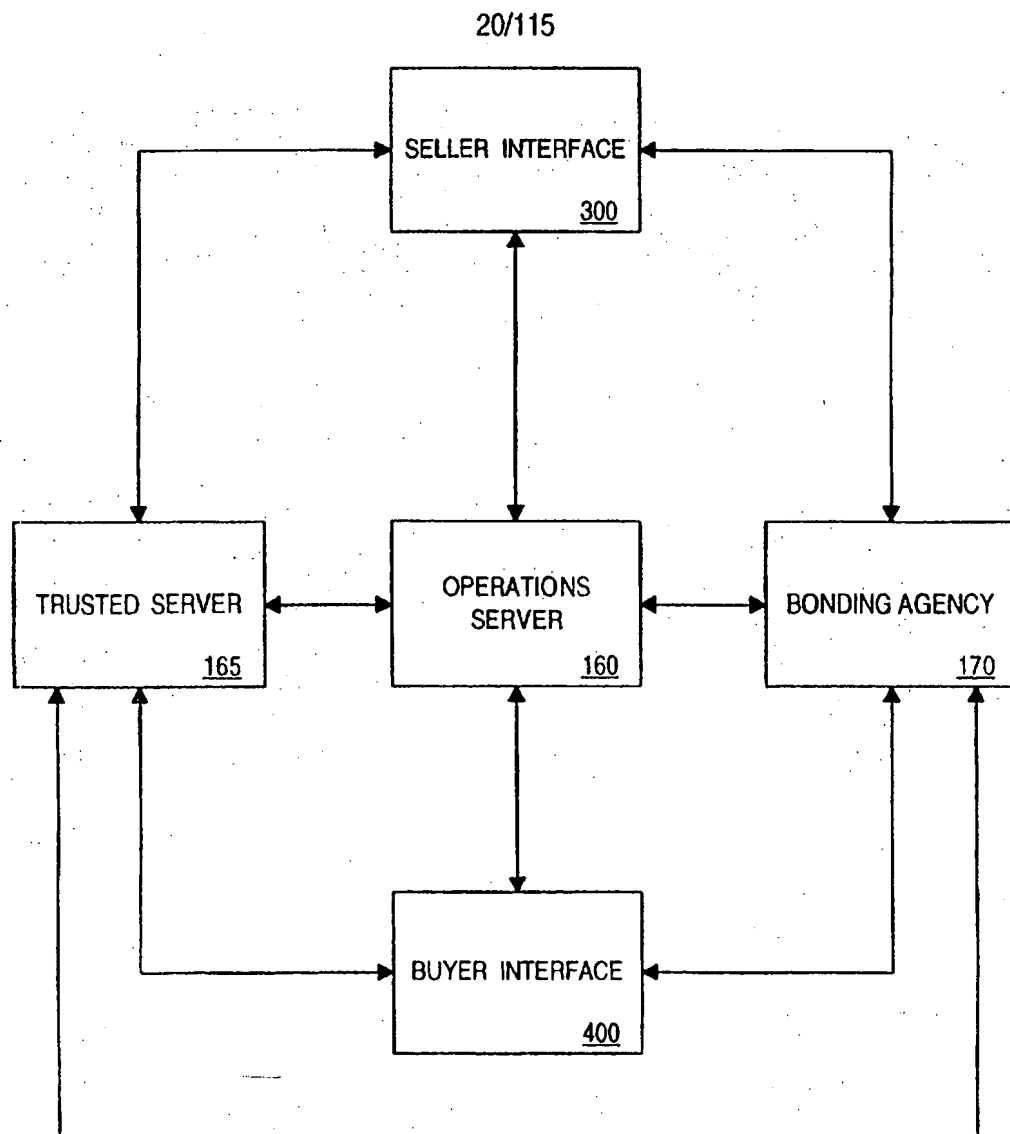 20/115
SELLER INTERFACE
300
TRUSTED SERVER
165
OPERATIONS
SERVER
160
BONDING AGENCY
170
BUYER INTERFACE
400